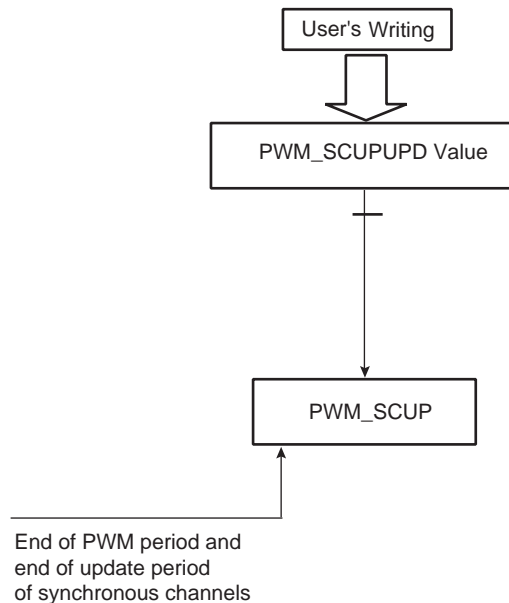 User's Writing
PWM_SCUPUPD Value
PWM_SCUP
End of PWM period and
end of update period
of synchronous channels